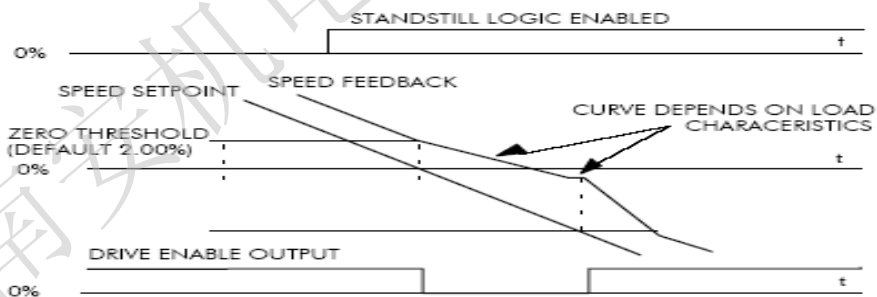 STANDSTILL LOGIC ENABLED
0%
t
SPEED SETPOINT
SPEED FEEDBACK
CURVE DEPENDS ON LOAD
CHARACERISTICS
ZERO THRESHOLD
(DEFAULT 2.00%)
0%
t
DRIVE ENABLE OUTPUT
0%
t